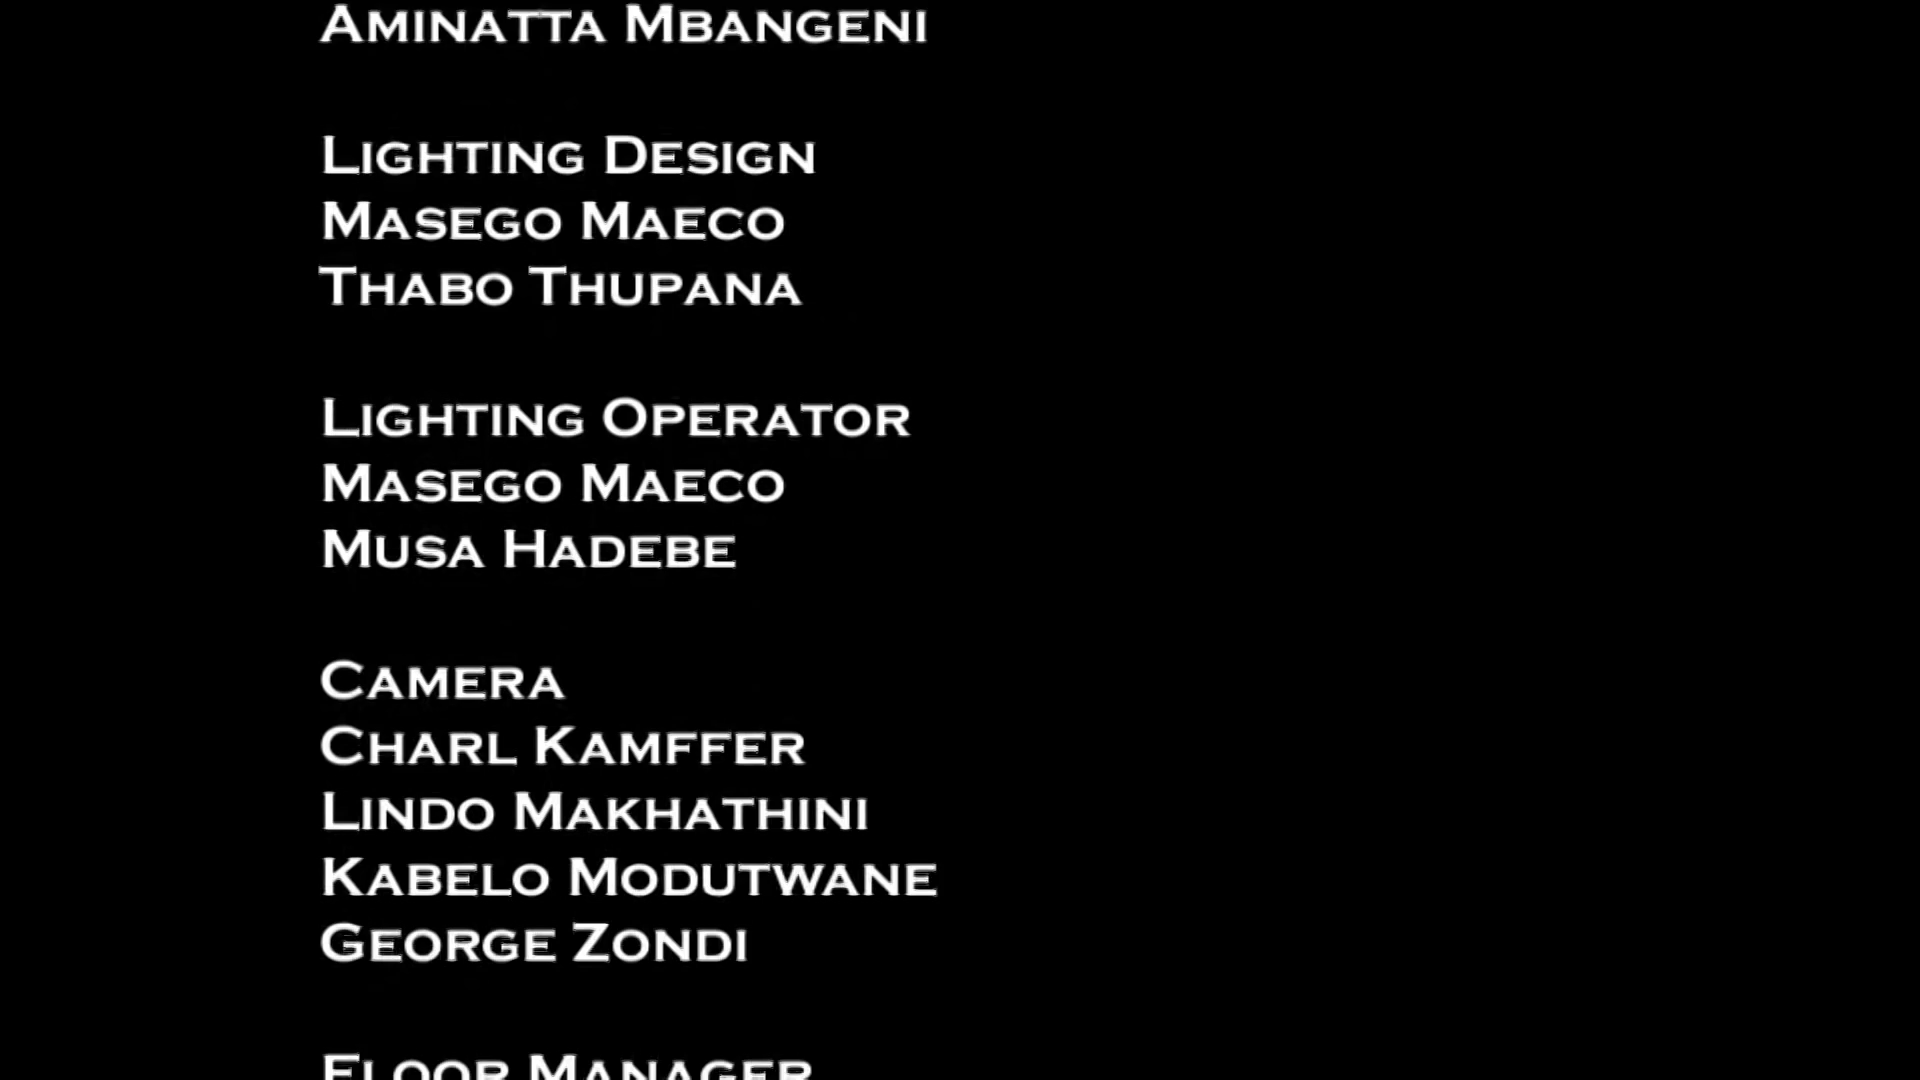 Aminatta Mbangeni
Lighting Design
Masego Maeco
Thabo Thupana
Lighting Operator
Masego Maeco
Musa Hadebe
Camera
Charl Kamffer
Lindo Makhathini
Kabelo Modutwane
George Zondi
Floor Manager